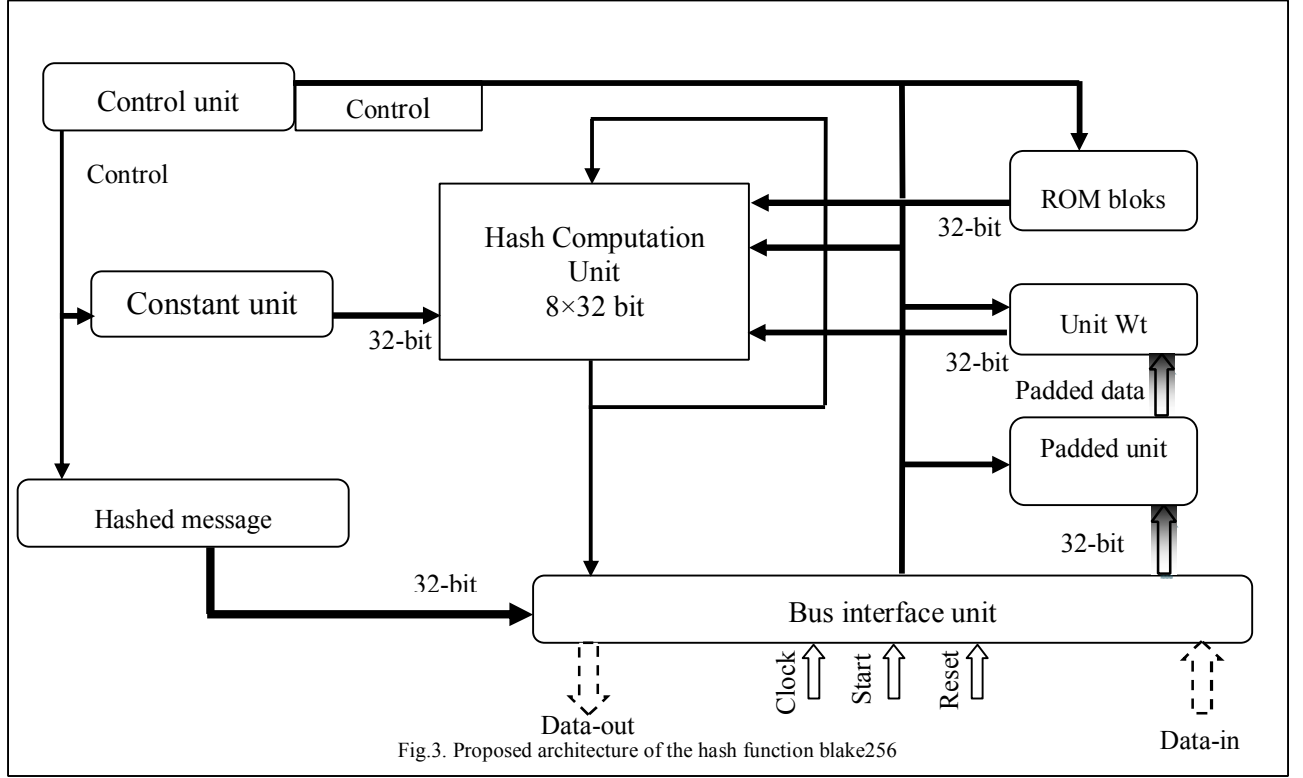 Control unit
Control
Control
ROM bloks
32-bit
Hash Computation
Unit
8×32 bit
Constant unit
32-bit
Unit Wt
32-bit
Padded data
Padded unit
Hashed message
32-bit
32-bit
Bus interface unit
Clock
Start
Reset
Data-out
Data-in
Fig.3. Proposed architecture of the hash function blake256